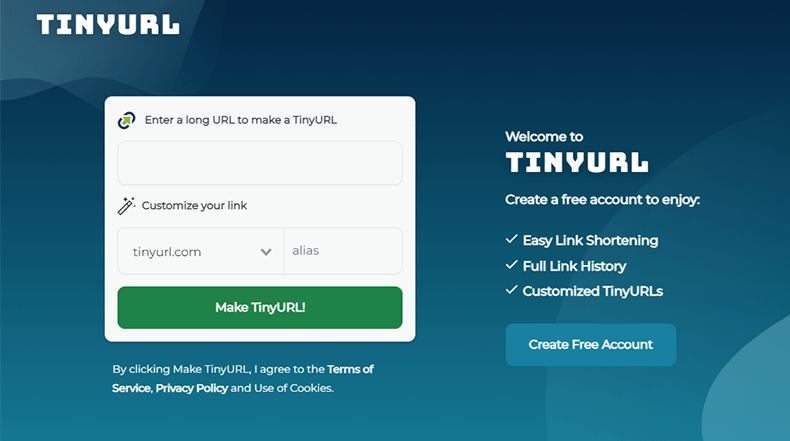 TINYURL
Enter a long URL to make a TinyURL
Customize your link
tinyurl.com
alias
Make TinyURL!
By clicking Make TinyURL, I agree to the Terms of
Service, Privacy Policy and Use of Cookies.
Welcome to
TINYURL
Create a free account to enjoy:
Easy Link Shortening
Full Link History
Customized TinyURLs
Create Free Account